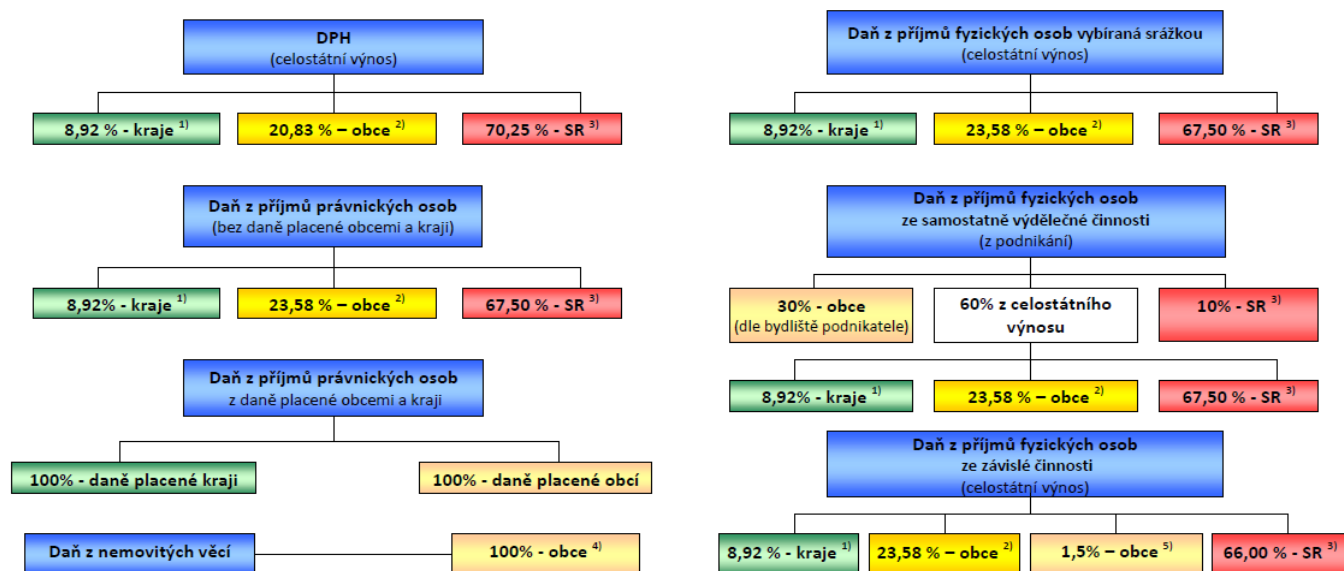 DPH
(celostátní výnos)
8,92 % - kraje 1)
20,83 % – obce 2)
70,25 % - SR 3)
Daň z příjmů právnických osob
(bez daně placené obcemi a kraji)
8,92% - kraje 1)
23,58 % – obce 2)
67,50 % - SR 3)
Daň z příjmů právnických osob
z daně placené obcemi a kraji
100% - daně placené kraji
100% - daně placené obcí
Daň z nemovitých věcí
100% - obce 4)
Daň z příjmů fyzických osob vybíraná srážkou
(celostátní výnos)
8,92% - kraje 1)
23,58 % – obce 2)
67,50 % - SR 3)
Daň z příjmů fyzických osob
ze samostatně výdělečné činnosti
(z podnikání)
30% - obce
(dle bydliště podnikatele)
60% z celostátního
výnosu
10% - SR 3)
8,92% - kraje 1)
23,58 % – obce 2)
67,50 % - SR 3)
Daň z příjmů fyzických osob
ze závislé činnosti
(celostátní výnos)
8,92 % - kraje 1)
23,58 % – obce 2)
1,5% – obce 5)
66,00 % - SR 3)